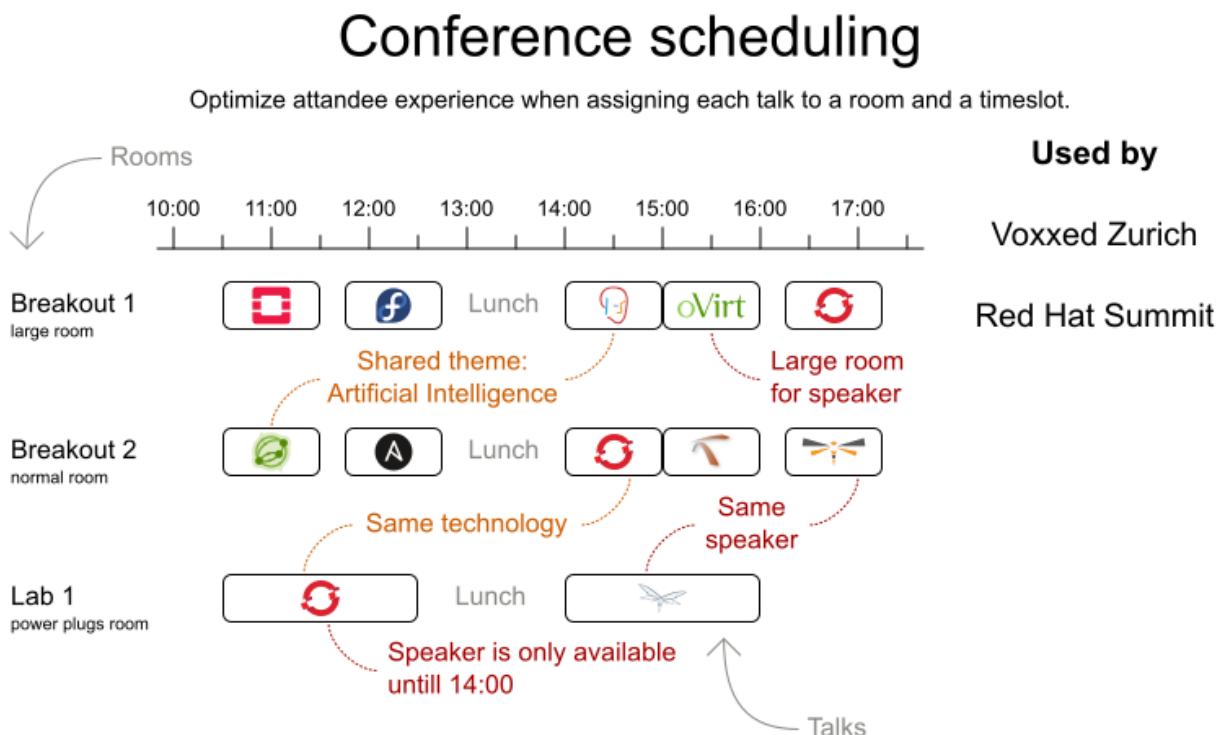 Conference scheduling
Optimize attandee experience when assigning each talk to a room and a timeslot.
Rooms
Used by
10:00 11:00 12:00 13:00 14:00 15:00 16:00 17:00
Voxxed Zurich
Red Hat Summit
Breakout 1
large room
Lunch
oVirt
Shared theme:
Artificial Intelligence
Large room
for speaker
Breakout 2
normal room
Lunch
Same technology
Same
speaker
Lab 1
power plugs room
Lunch
Speaker is only available
untill 14:00
Talks